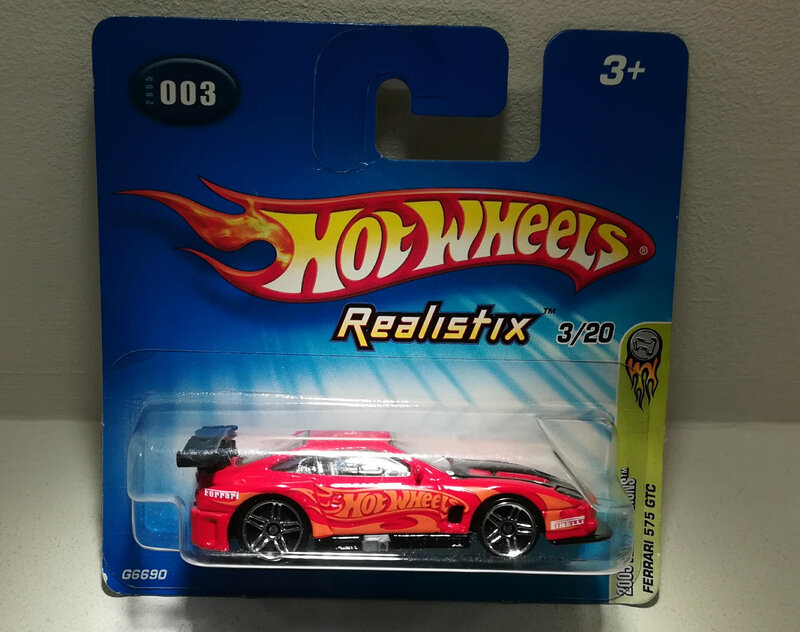 2005
003
3+
HOT WHEELS®
Realistix™
3/20
Ferrari
HOT WHEELS
PIRELLI
FERRARI 575 GTC
G6690